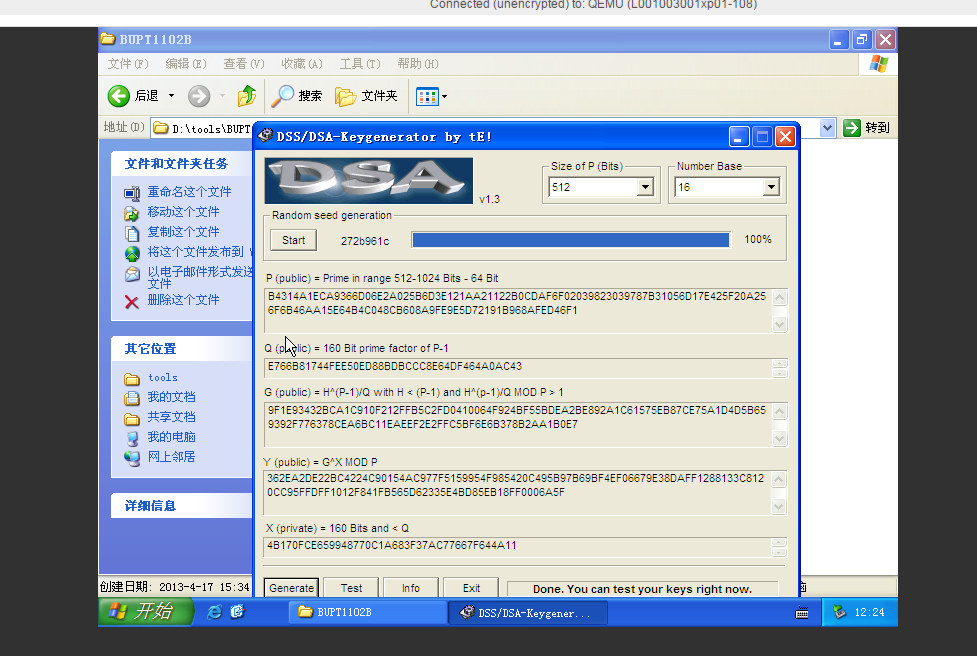 Connected (unencrypted) to: QEMU (L001003001xp01-108)
BUPT1102B
文件(F) 编辑(E) 查看(V) 收藏(A) 工具(T) 帮助(H)
后退 搜索 文件夹
地址(D) D:\tools\BUPT 转到
文件和文件夹任务
重命名这个文件
移动这个文件
复制这个文件
将这个文件发布到
以电子邮件形式发送
文件
删除这个文件
其它位置
tools
我的文档
共享文档
我的电脑
网上邻居
详细信息
创建日期: 2013-4-17 15:34
DSS/DSA-Keygenerator by tE!
DSA
v1.3
Size of P (Bits)
512
Number Base
16
Random seed generation
Start 272b961c 100%
P (public) = Prime in range 512-1024 Bits - 64 Bit
B4314A1ECA9366D06E2A025B6D3E121AA21122B0CDAF6F02039823039787B31056D17E425F20A256
F6B46AA15E64B4C048CB608A9FE9E5D72191B968AFED46F1
Q (public) = 160 Bit prime factor of P-1
E766B81744FEE50ED88BDBCCC8E64DF464A0AC43
G (public) = H^(P-1)/Q with H < (P-1) and H^(p-1)/Q MOD P > 1
9F1E93432BCA1C910F212FFB5C2FD0410064F924BF55BDEA2BE892A1C61575EB87CE75A1D4D5B65
9392F776378CEA6BC11EAEEF2E2FFC5BF6E6B378B2AA1B0E7
Y (public) = G^X MOD P
362EA2DE22BC4224C90154AC977F5159954F985420C495B97B69BF4EF06679E38DAFF1288133C812
0CC95FFDFF1012F841FB565D62335E4BD85EB18FF0006A5F
X (private) = 160 Bits and < Q
4B170FCE659948770C1A683F37AC77667F644A11
Generate Test Info Exit Done. You can test your keys right now.
开始 BUPT1102B DSS/DSA-Keygener... 12:24